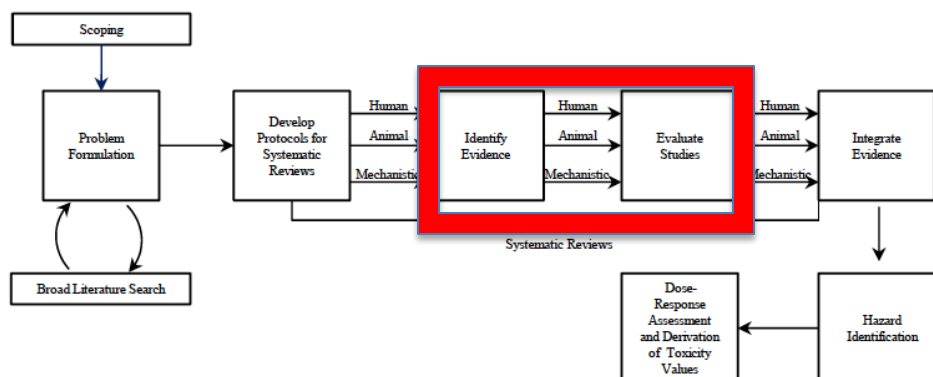 Scoping
Problem
Formulation
Broad Literature Search
Develop
Protocols for
Systematic
Reviews
Human
Animal
Mechanistic
Identify
Evidence
Human
Animal
Mechanistic
Evaluate
Studies
Human
Animal
Mechanistic
Integrate
Evidence
Systematic Reviews
Dose-
Response
Assessment
and Derivation
of Toxicity
Values
Hazard
Identification